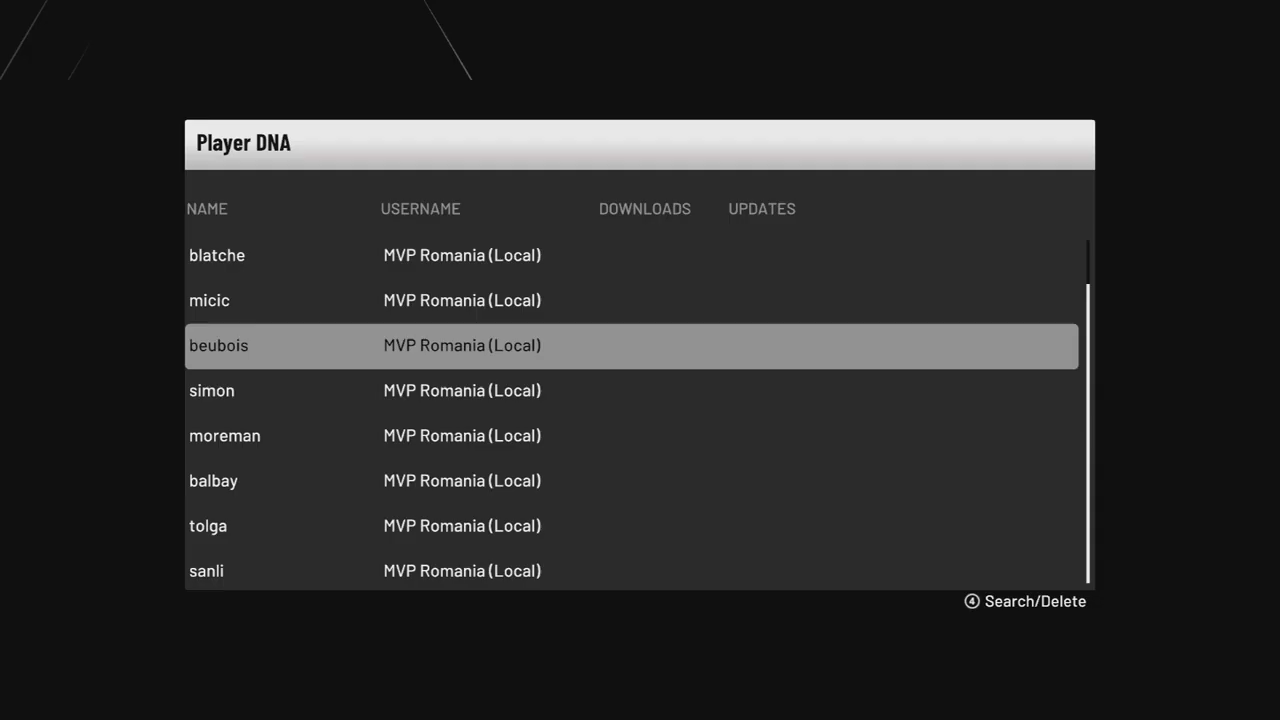 Player DNA
NAME USERNAME DOWNLOADS UPDATES
blatche MVP Romania (Local)
micic MVP Romania (Local)
beubois MVP Romania (Local)
simon MVP Romania (Local)
moreman MVP Romania (Local)
balbay MVP Romania (Local)
tolga MVP Romania (Local)
sanli MVP Romania (Local)
4 Search/Delete